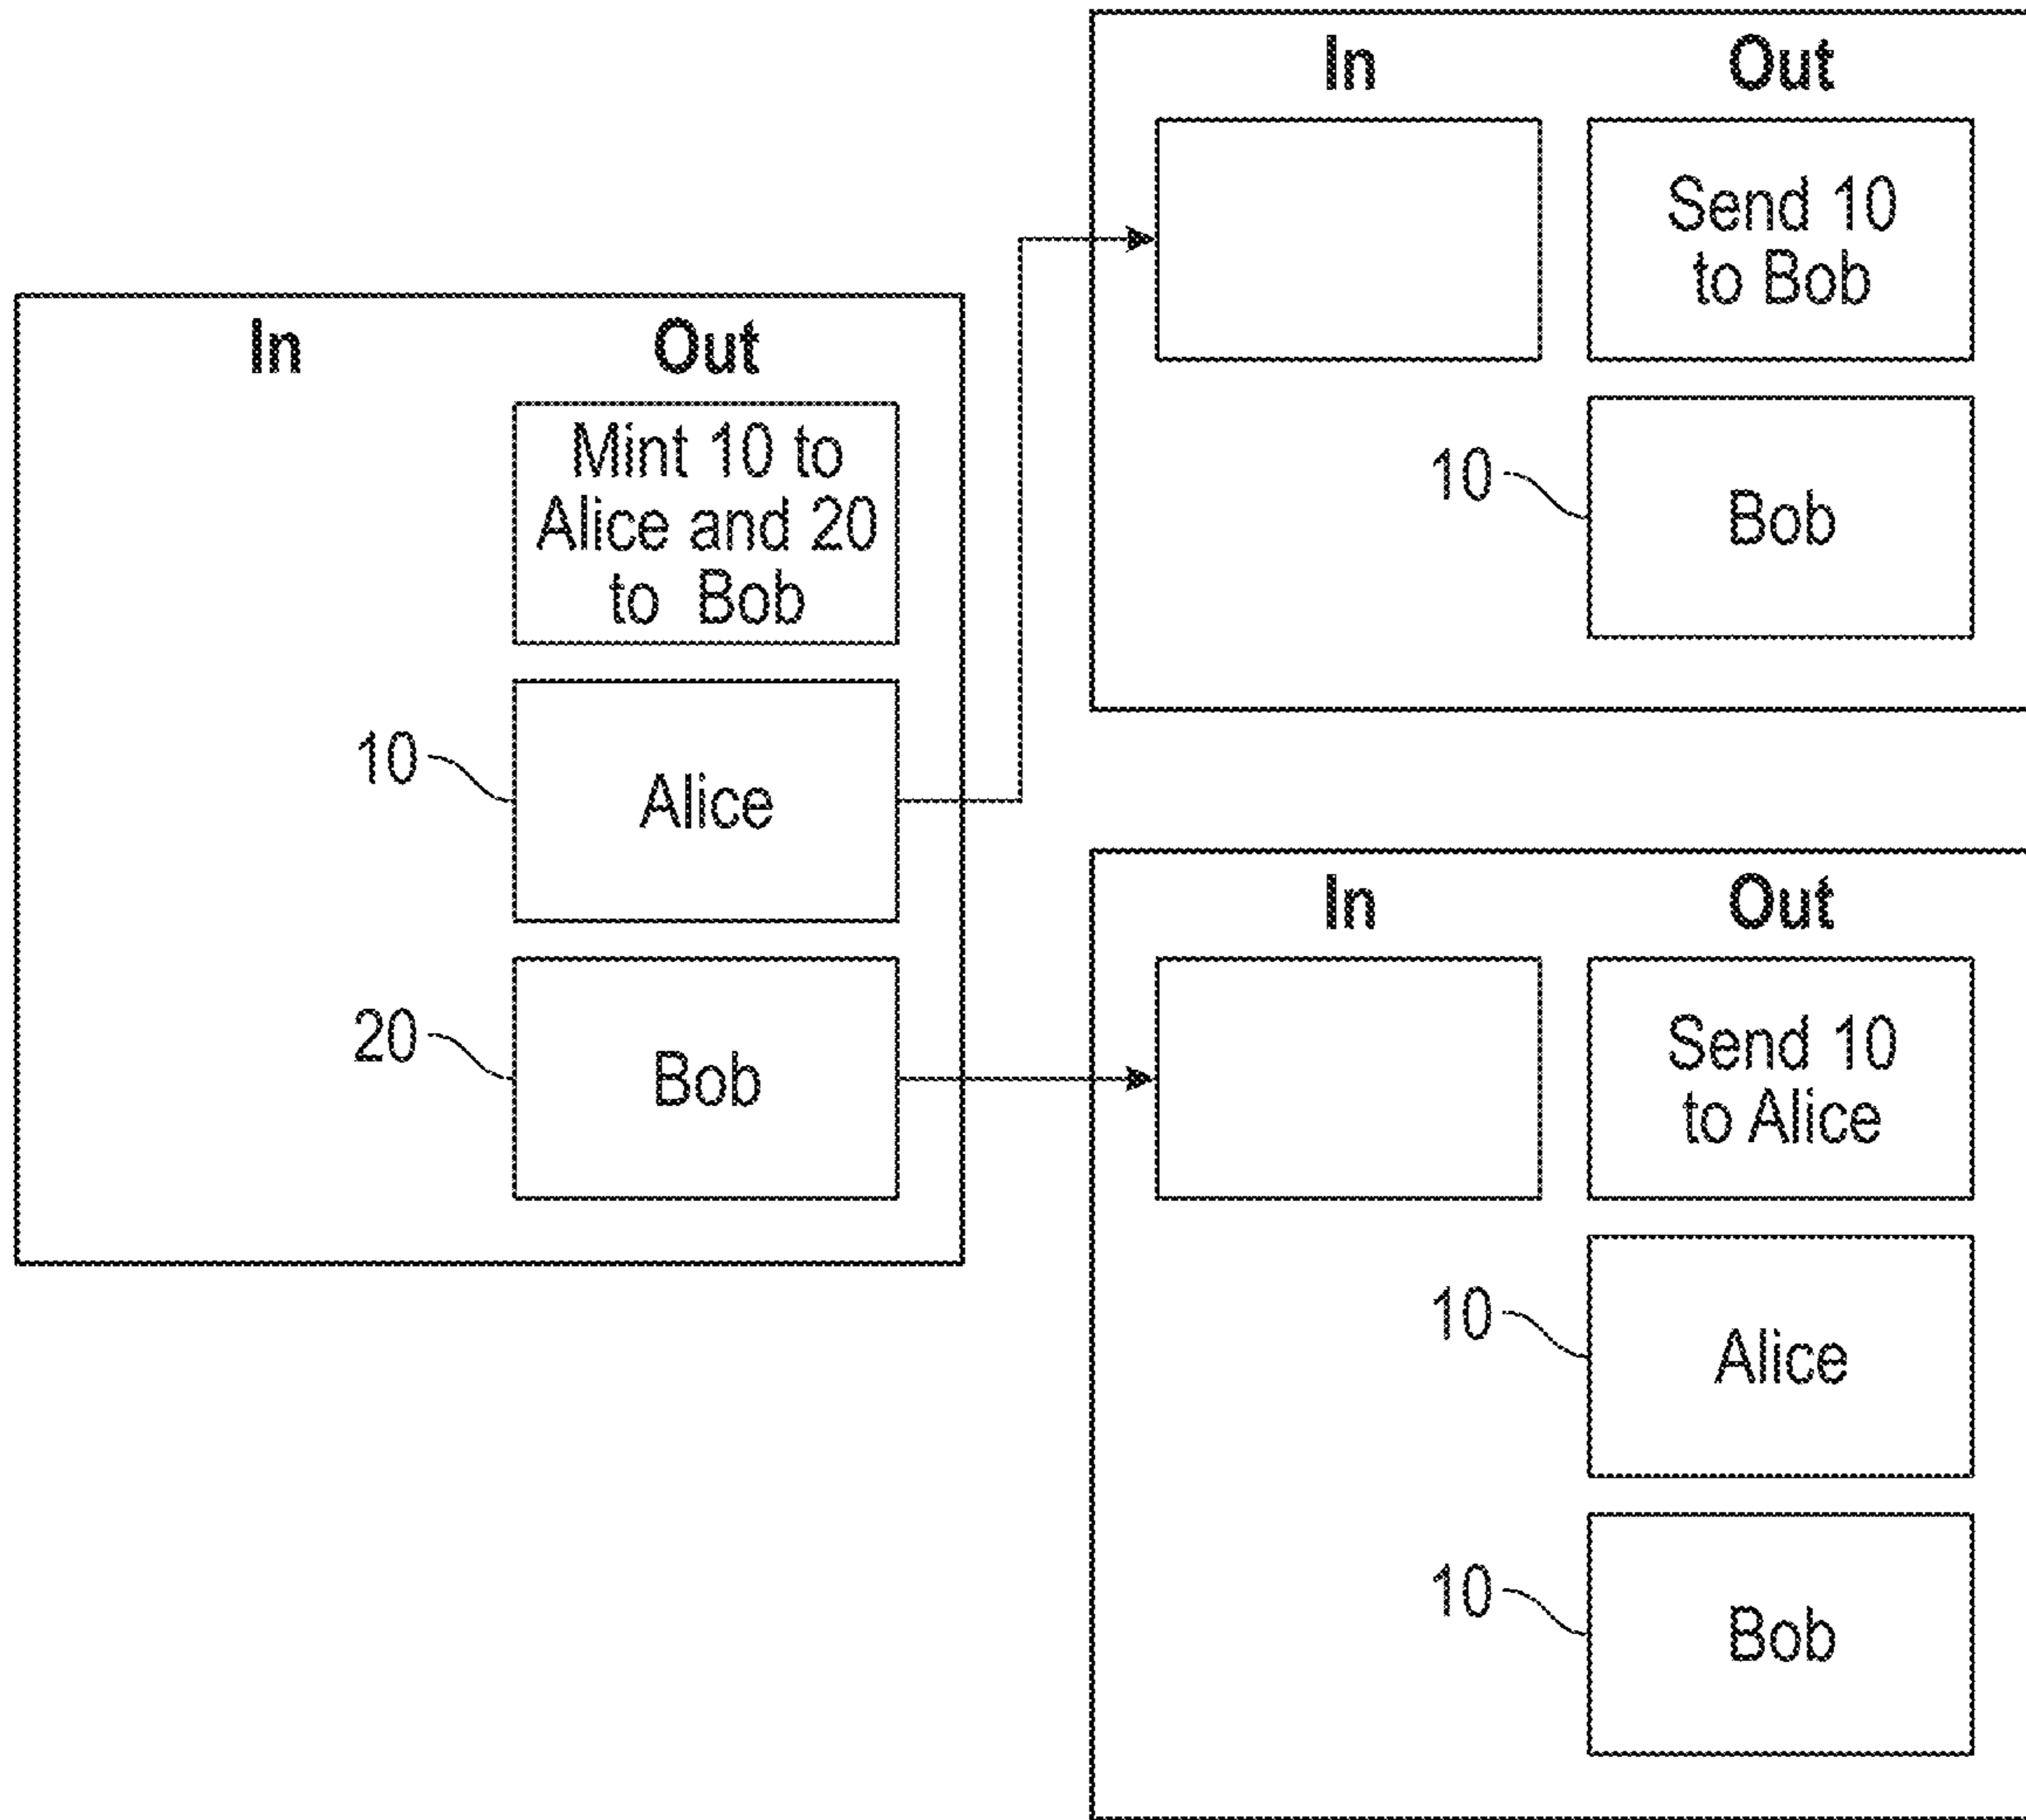 In Out
Mint 10 to
Alice and 20
to Bob
10
Alice
20
Bob
In Out
Send 10
to Bob
10
Bob
In Out
Send 10
to Alice
10
Alice
10
Bob